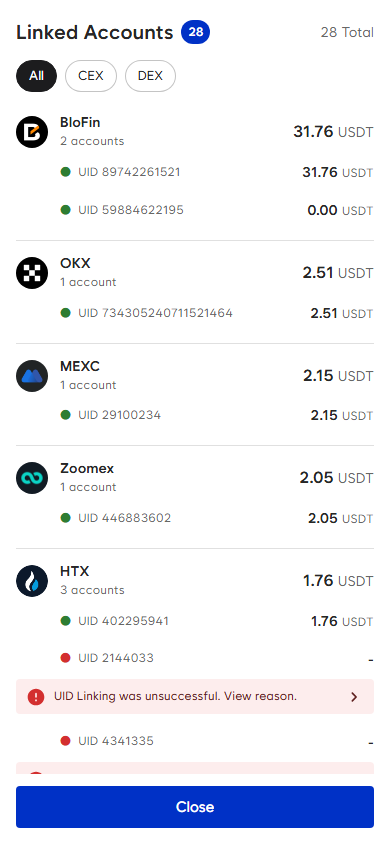 Linked Accounts 28 28 Total
All CEX DEX
BloFin 31.76 USDT
2 accounts
UID 89742261521 31.76 USDT
UID 59884622195 0.00 USDT
OKX 2.51 USDT
1 account
UID 734305240711521464 2.51 USDT
MEXC 2.15 USDT
1 account
UID 29100234 2.15 USDT
Zoomex 2.05 USDT
1 account
UID 446883602 2.05 USDT
HTX 1.76 USDT
3 accounts
UID 402295941 1.76 USDT
UID 2144033 -
UID Linking was unsuccessful. View reason.
UID 4341335 -
Close